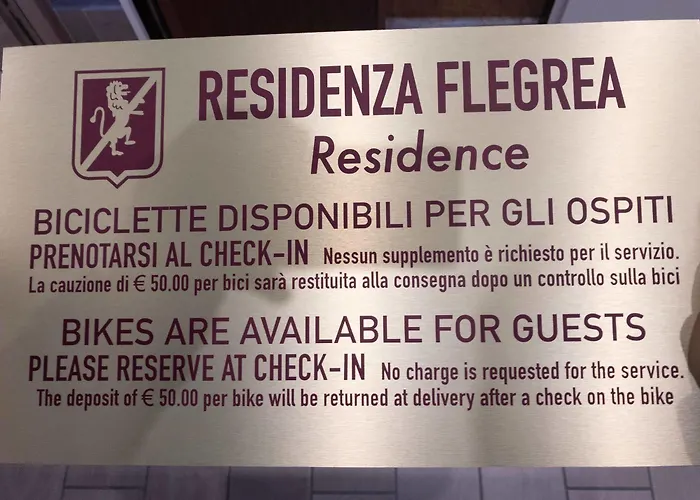 RESIDENZA FLEGREA
Residence
BICICLETTE DISPONIBILI PER GLI OSPITI
PRENOTARSI AL CHECK-IN Nessun supplemento è richiesto per il servizio.
La cauzione di € 50.00 per bici sarà restituita alla consegna dopo un controllo sulla bici
BIKES ARE AVAILABLE FOR GUESTS
PLEASE RESERVE AT CHECK-IN No charge is requested for the service.
The deposit of € 50.00 per bike will be returned at delivery after a check on the bike